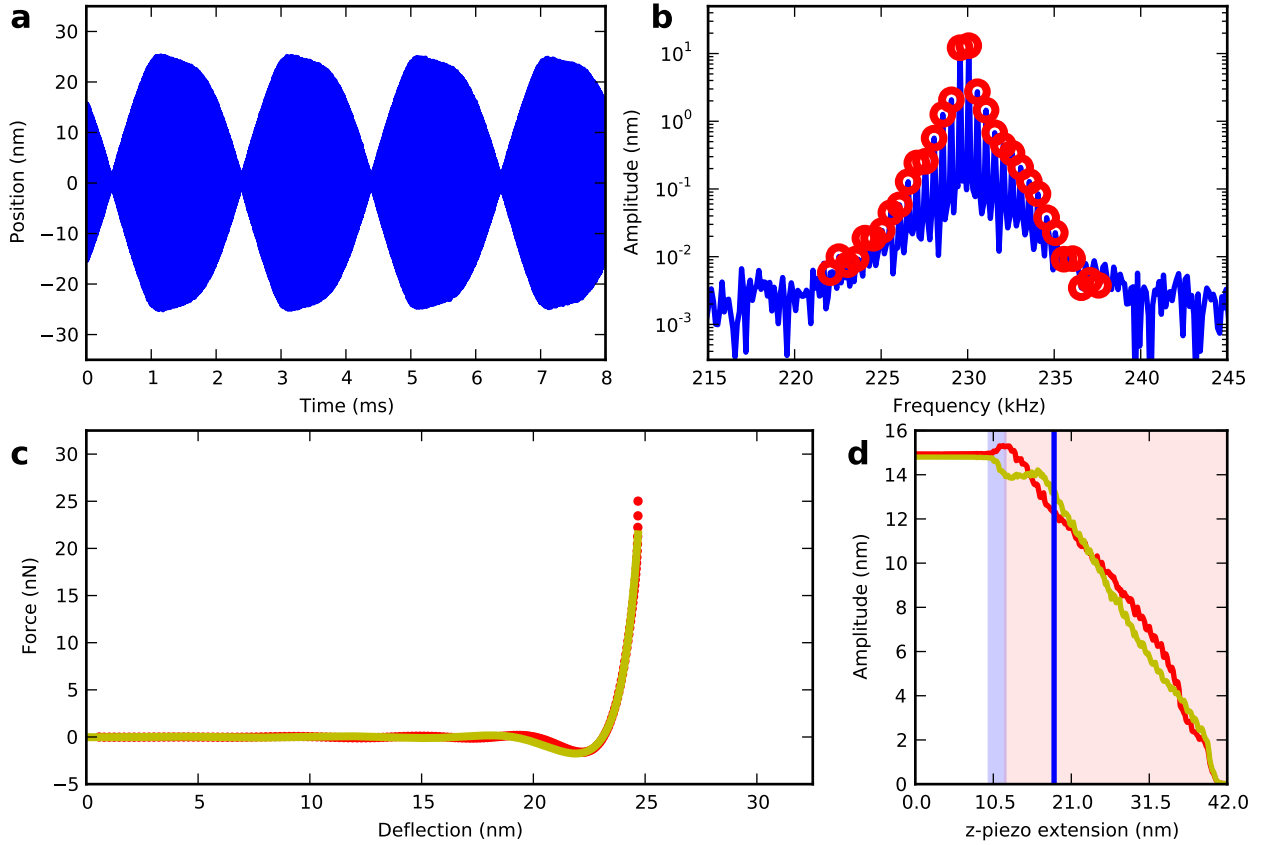 a
Position (nm)
30
20
10
0
−10
−20
−30
0 1 2 3 4 5 6 7 8
Time (ms)
b
Amplitude (nm)
10^1
10^0
10^-1
10^-2
10^-3
215 220 225 230 235 240 245
Frequency (kHz)
c
Force (nN)
30
25
20
15
10
5
0
−5
0 5 10 15 20 25 30
Deflection (nm)
d
Amplitude (nm)
16
14
12
10
8
6
4
2
0
0.0 10.5 21.0 31.5 42.0
z-piezo extension (nm)